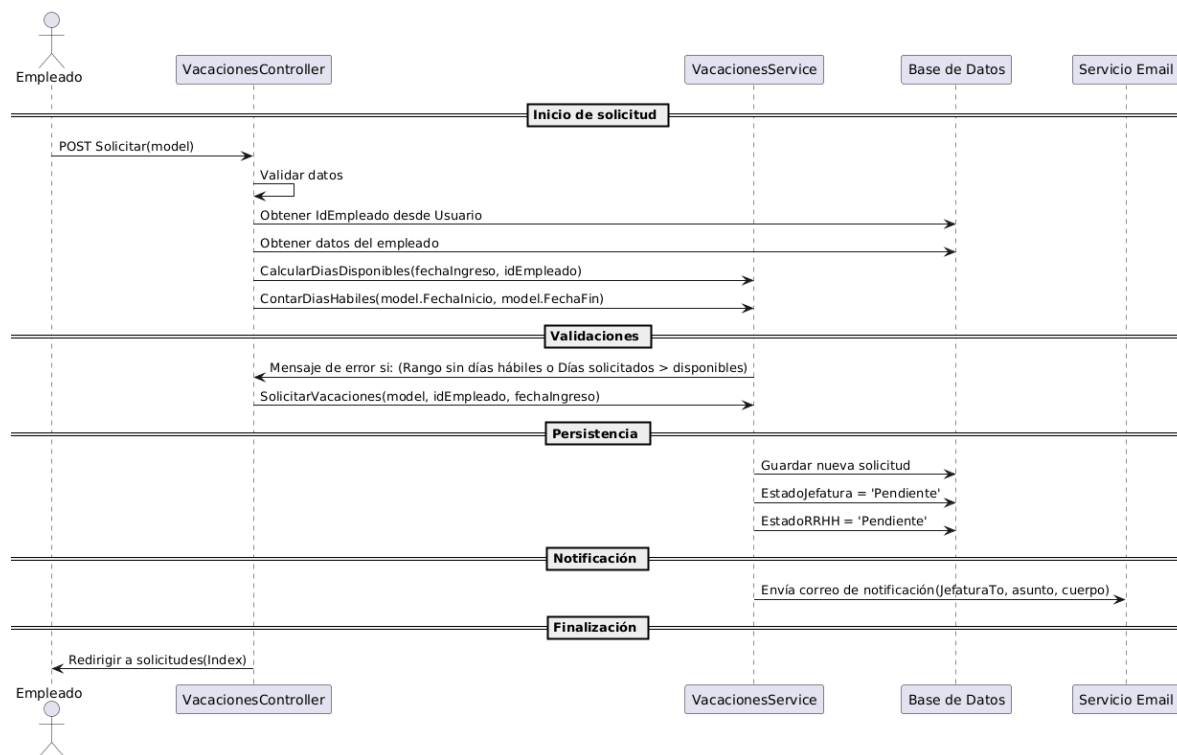 Empleado
VacacionesController
VacacionesService
Base de Datos
Servicio Email
Inicio de solicitud
POST Solicitar(model)
Validar datos
Obtener IdEmpleado desde Usuario
Obtener datos del empleado
CalcularDiasDisponibles(fechaIngreso, idEmpleado)
ContarDiasHabiles(model.FechaInicio, model.FechaFin)
Validaciones
Mensaje de error si: (Rango sin días hábiles o Días solicitados > disponibles)
SolicitarVacaciones(model, idEmpleado, fechaIngreso)
Persistencia
Guardar nueva solicitud
EstadoJefatura = 'Pendiente'
EstadoRRHH = 'Pendiente'
Notificación
Envía correo de notificación(JefaturaTo, asunto, cuerpo)
Finalización
Redirigir a solicitudes(Index)
Empleado
VacacionesController
VacacionesService
Base de Datos
Servicio Email